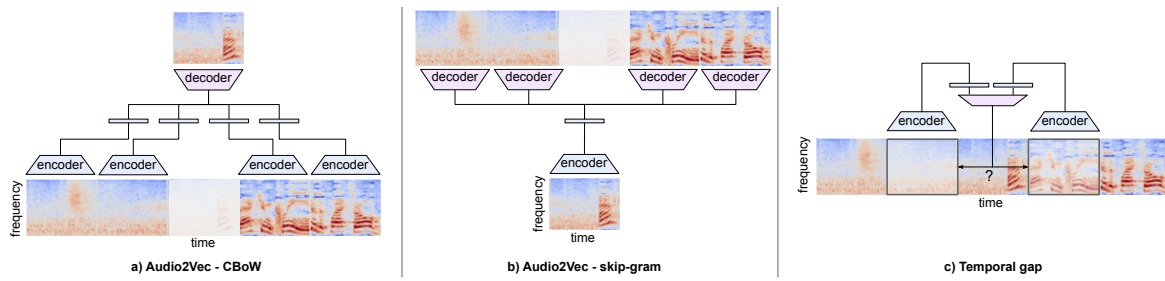 decoder
encoder encoder encoder encoder
frequency
time
a) Audio2Vec - CBoW
decoder decoder decoder decoder
encoder
frequency
time
b) Audio2Vec - skip-gram
encoder encoder
frequency
?
time
c) Temporal gap